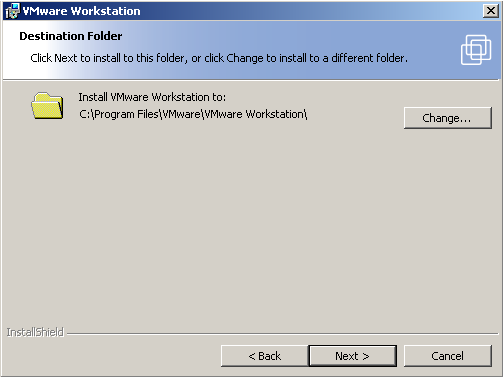 VMware Workstation
Destination Folder
Click Next to install to this folder, or click Change to install to a different folder.
Install VMware Workstation to:
C:\Program Files\VMware\VMware Workstation\
Change...
InstallShield
< Back
Next >
Cancel